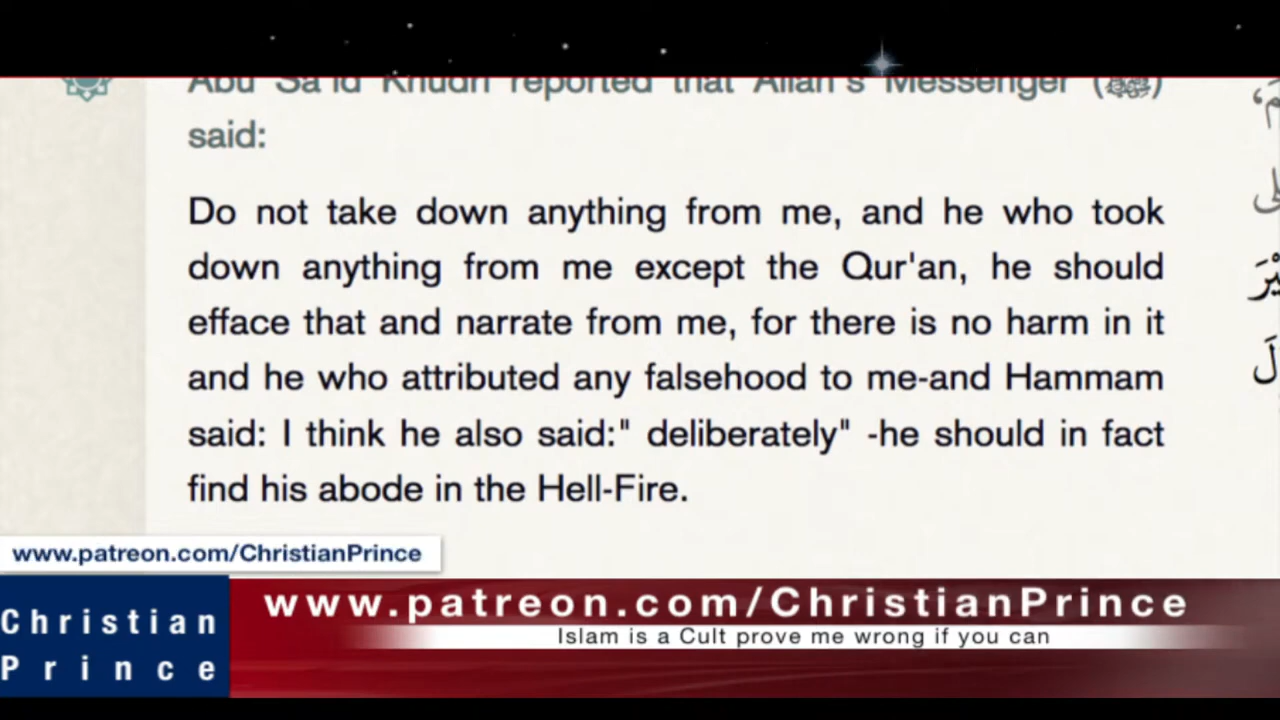 Abu Sa'id Khudri reported that Allah's Messenger (ﷺ)
said:
Do not take down anything from me, and he who took
down anything from me except the Qur'an, he should
efface that and narrate from me, for there is no harm in it
and he who attributed any falsehood to me-and Hammam
said: I think he also said:" deliberately" -he should in fact
find his abode in the Hell-Fire.
www.patreon.com/ChristianPrince
Christian
Prince
www.patreon.com/ChristianPrince
Islam is a Cult prove me wrong if you can